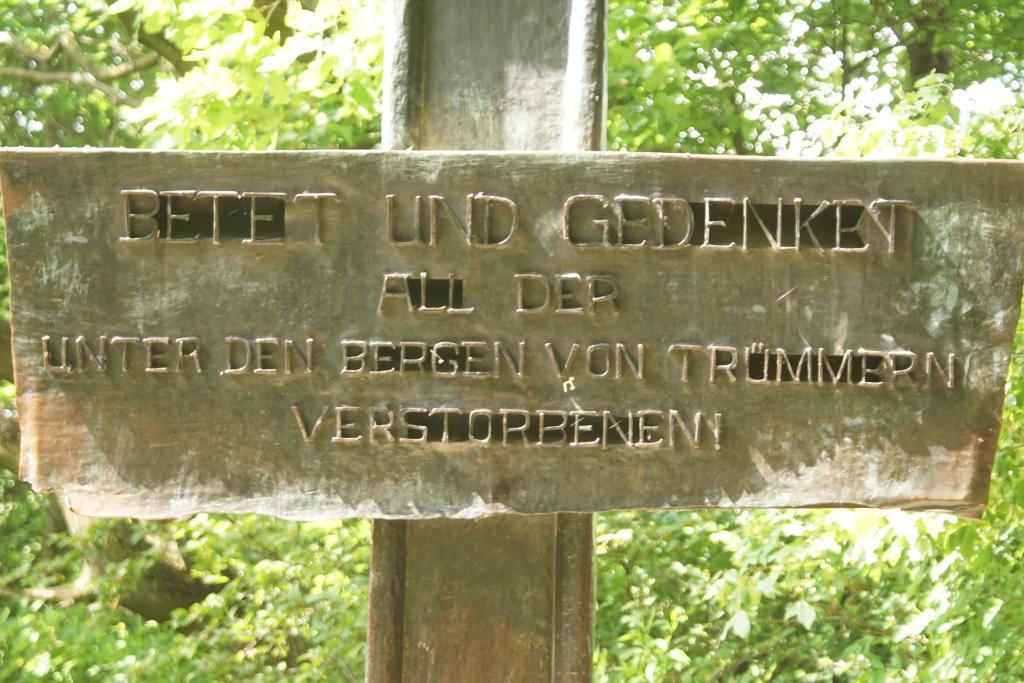 BETET UND GEDENKET
ALL DER
UNTER DEN BERGEN VON TRÜMMERN
VERSTORBENEN!